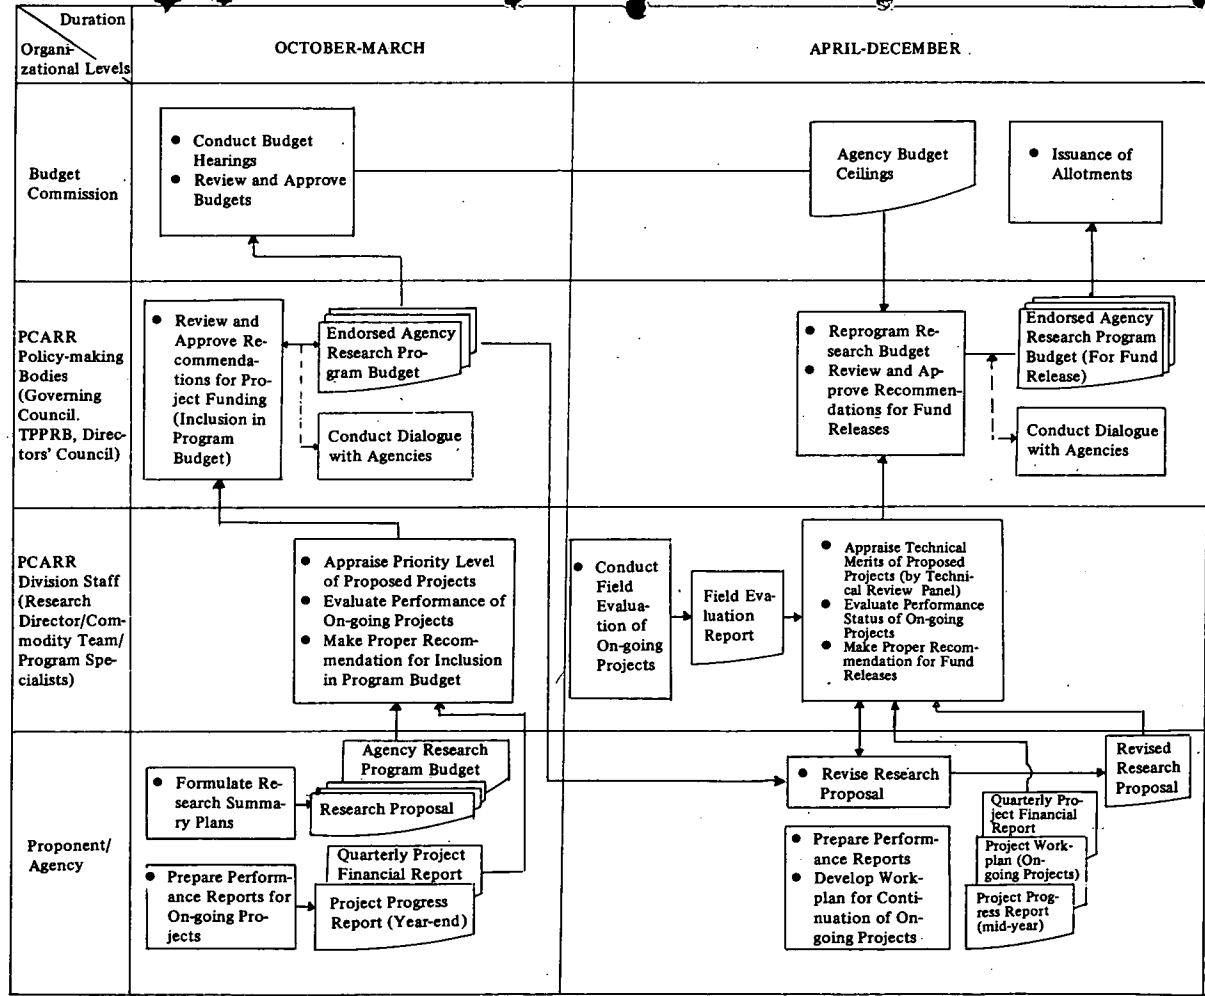 Duration
Organi-
zational Levels
OCTOBER-MARCH
APRIL-DECEMBER
Budget
Commission
● Conduct Budget
Hearings
● Review and Approve
Budgets
Agency Budget
Ceilings
● Issuance of
Allotments
PCARR
Policy-making
Bodies
(Governing
Council.
TPPRB, Direc-
tors' Council)
● Review and
Approve Re-
commenda-
tions for Pro-
ject Funding
(Inclusion in
Program
Budget)
Endorsed Agency
Research Pro-
gram Budget
Conduct Dialogue
with Agencies
● Reprogram Re-
search Budget
● Review and Ap-
prove Recommen-
dations for Fund
Releases
Endorsed Agency
Research Program
Budget (For Fund
Release)
Conduct Dialogue
with Agencies
PCARR
Division Staff
(Research
Director/Com-
modity Team/
Program Spe-
cialists)
● Appraise Priority Level
of Proposed Projects
● Evaluate Performance of
On-going Projects
● Make Proper Recom-
mendation for Inclusion
in Program Budget
● Conduct
Field
Evalua-
tion of
On-going
Projects
Field Eva-
luation
Report
● Appraise Technical
Merits of Proposed
Projects (by Techni-
cal Review Panel)
● Evaluate Performance
Status of On-going
Projects
● Make Proper Recom-
mendation for Fund
Releases
Proponent/
Agency
● Formulate Re-
search Summa-
ry Plans
Agency Research
Program Budget
Research Proposal
● Prepare Perform-
ance Reports for
On-going Pro-
jects
Quarterly Project
Financial Report
Project Progress
Report (Year-end)
● Revise Research
Proposal
Revised
Research
Proposal
● Prepare Perform-
ance Reports
● Develop Work-
plan for Conti-
nuation of On-
going Projects
Quarterly Pro-
ject Financial
Report
Project Work-
plan (On-
going Projects)
Project Prog-
ress Report
(mid-year)